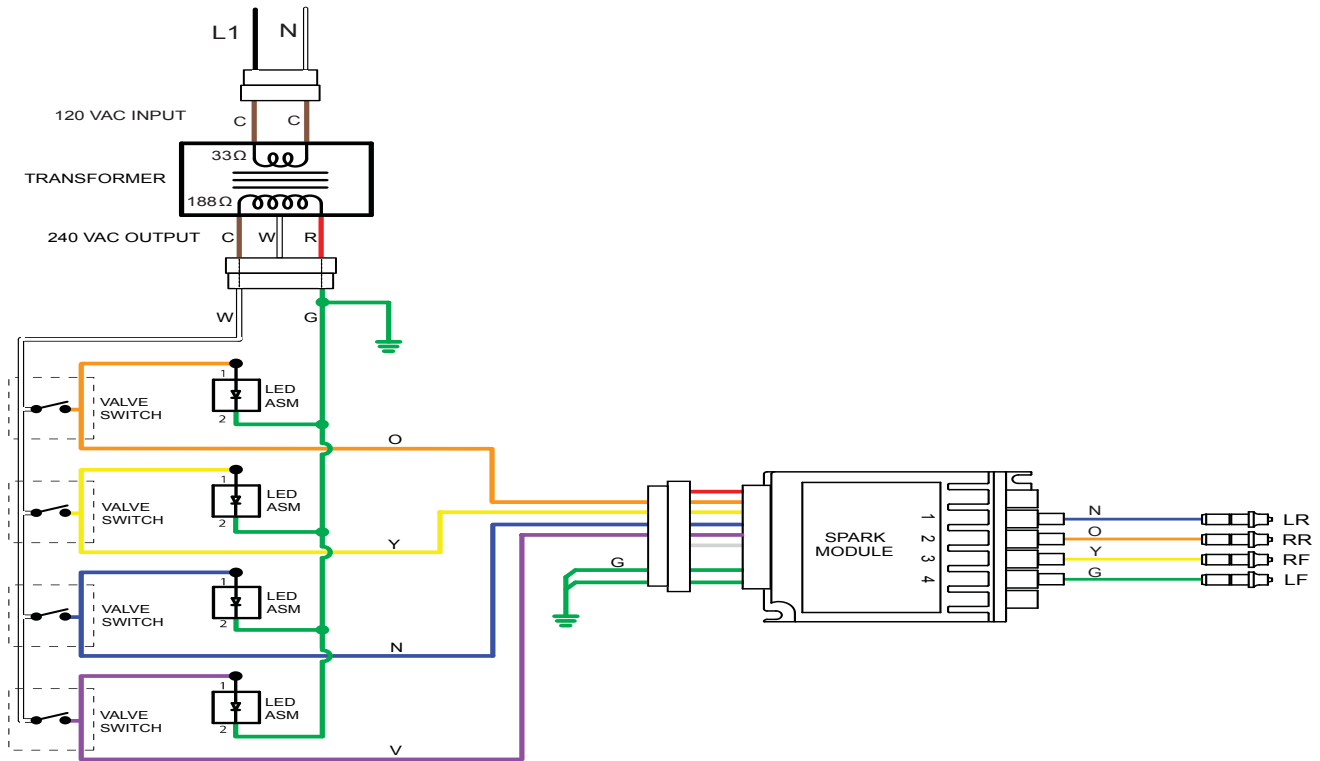 L1 N
120 VAC INPUT
C C
33Ω
TRANSFORMER
188Ω
240 VAC OUTPUT C W R
W G
1
LED
ASM
VALVE
SWITCH
2
O
1
LED
ASM
VALVE
SWITCH
2
Y
1
LED
ASM
VALVE
SWITCH
2
N
1
LED
ASM
VALVE
SWITCH
2
V
G
SPARK
MODULE
1
2
3
4
N LR
O RR
Y RF
G LF